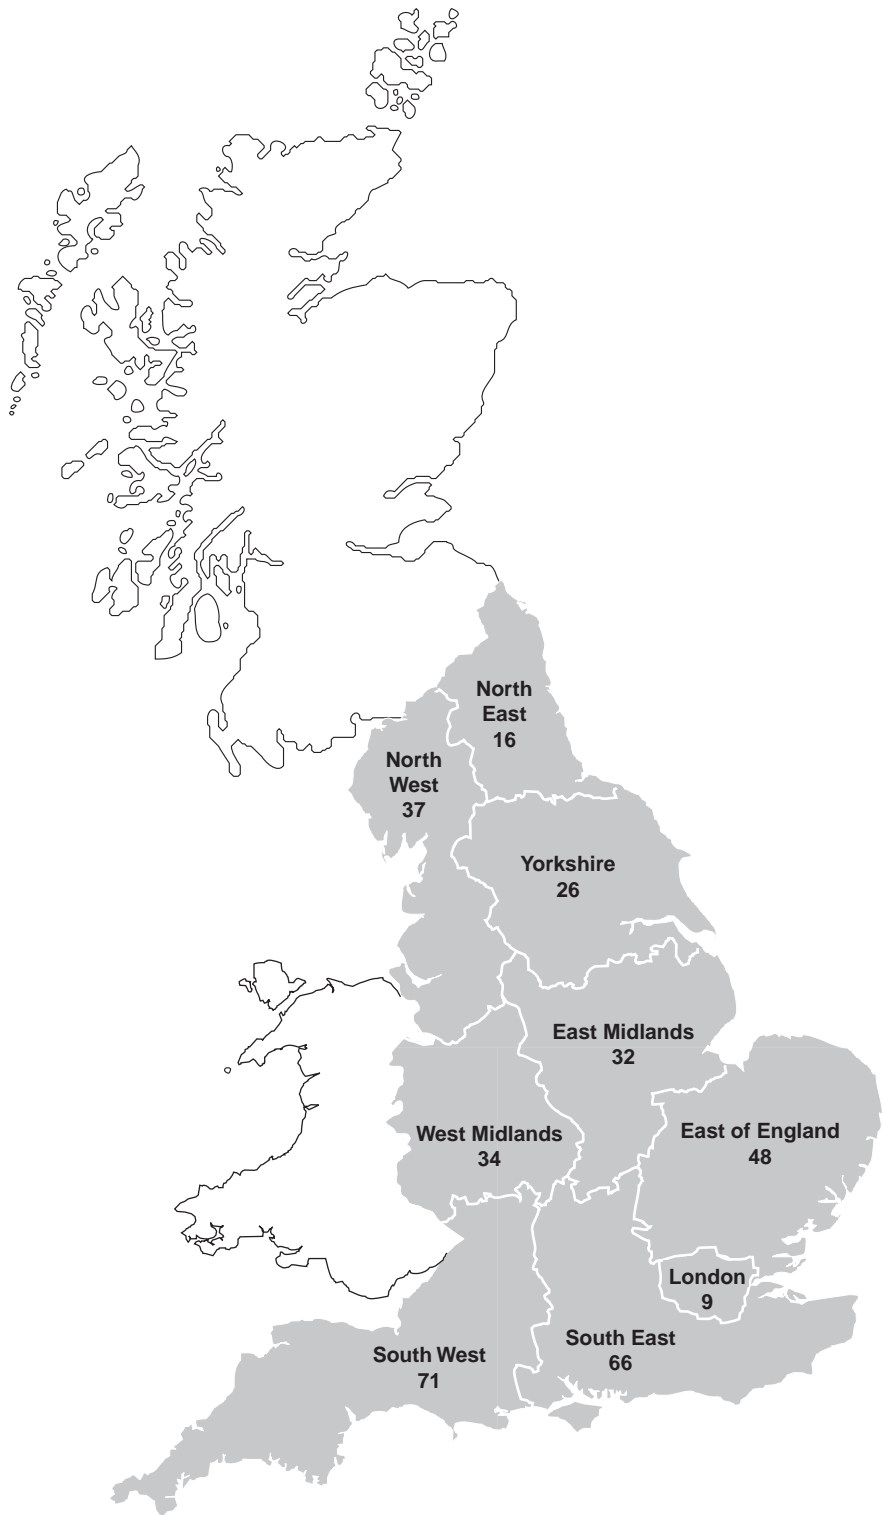 North
East
16
North
West
37
Yorkshire
26
East Midlands
32
West Midlands
34
East of England
48
London
9
South East
66
South West
71